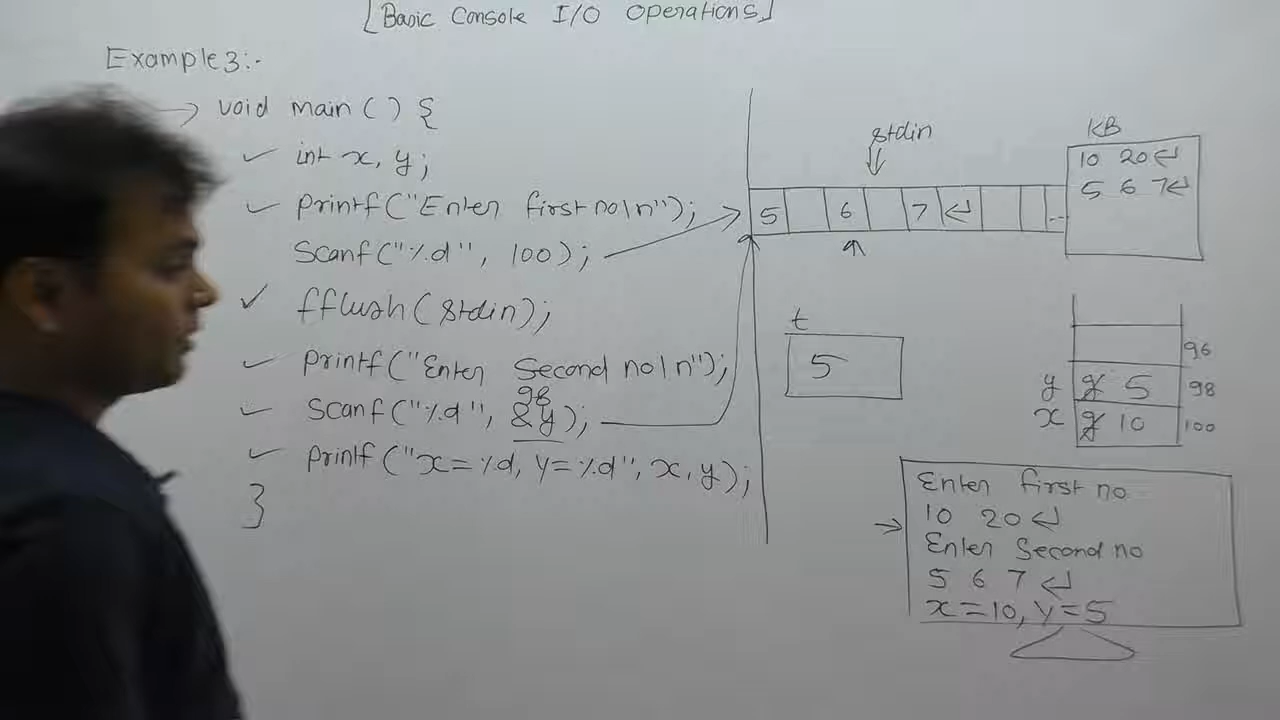 [Basic Console I/O Operations]
Example3:-
→ void main() {
✓ int x, y;
✓ printf("Enter first no\n");
scanf("%d", 100);
✓ fflush(stdin);
✓ printf("Enter Second no\n");
98
✓ scanf("%d", &y);
✓ printf("x=%d, y=%d", x, y);
}
stdin
KB
10 20↵
5 6 7↵
5 6 7 ↵ ..
t
5
96
y g 5 98
x g 10 100
Enter first no
10 20↵
Enter Second no
5 6 7 ↵
x=10, y=5